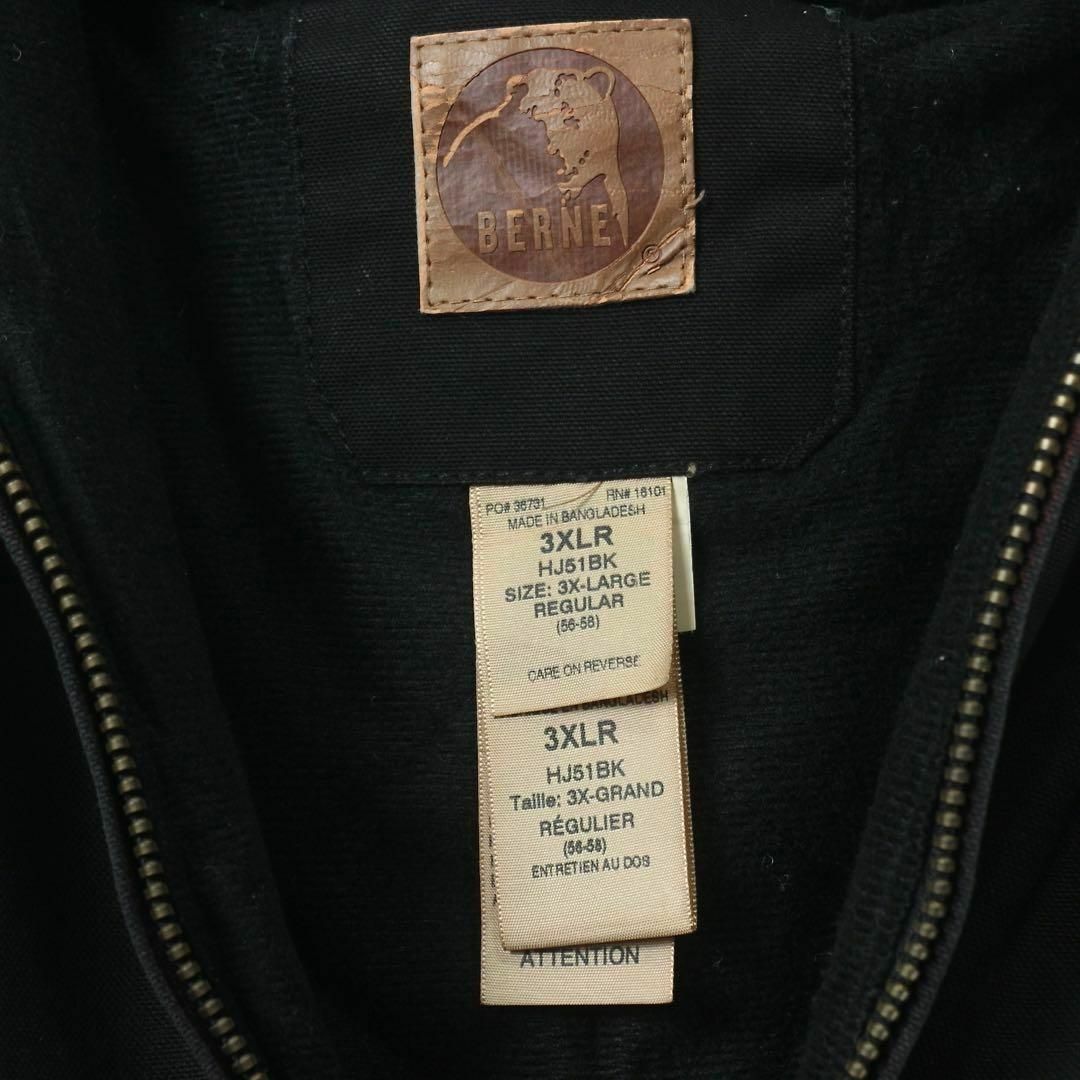 BERNE
PO# 36731 RN# 16101
MADE IN BANGLADESH
3XLR
HJ51BK
SIZE: 3X-LARGE
REGULAR
(56-58)
CARE ON REVERSE
BANGLADESH
3XLR
HJ51BK
Taille: 3X-GRAND
RÉGULIER
(56-58)
ENTRETIEN AU DOS
ATTENTION